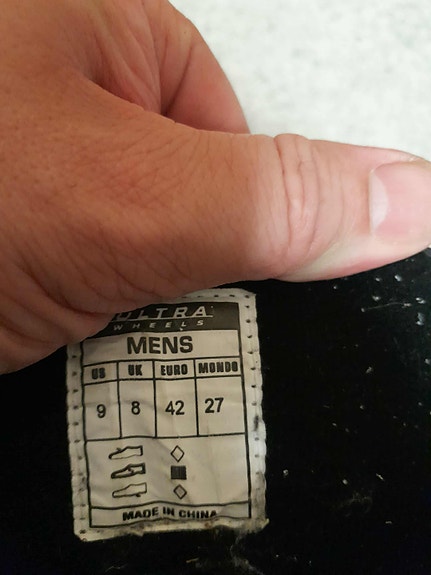 ULTRA
WHEELS
MENS
US UK EURO MONDO
9 8 42 27
MADE IN CHINA